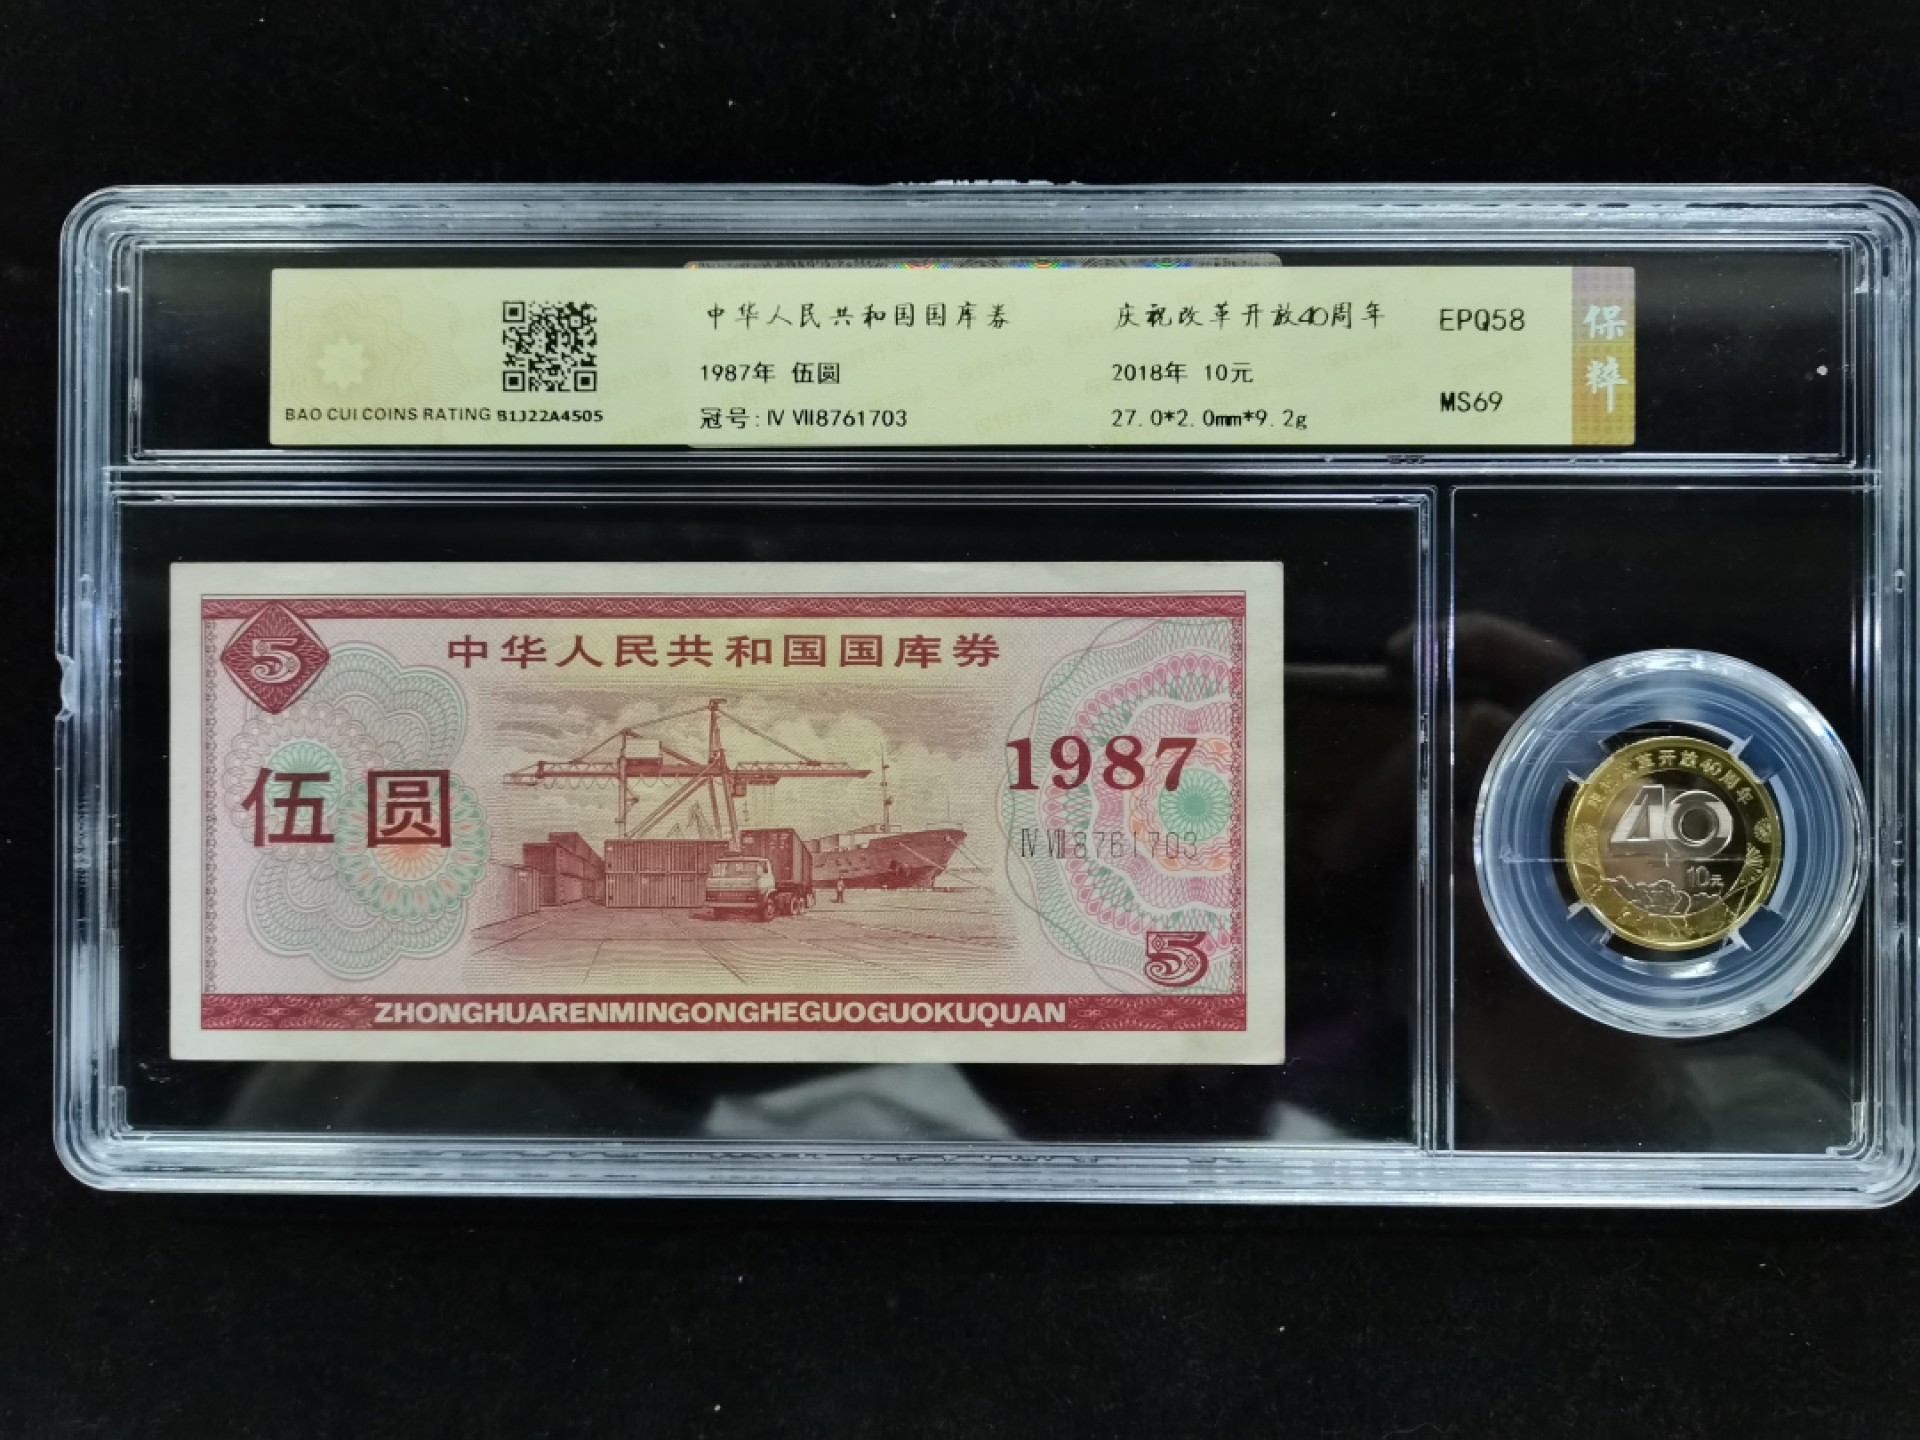 中华人民共和国国库券
1987年 伍圆
冠号:Ⅳ Ⅶ8761703
庆祝改革开放40周年
2018年 10元
27.0*2.0mm*9.2g
EPQ58
MS69
保粹
BAO CUI COINS RATING B1J22A4505
5
中华人民共和国国库券
伍圆
1987
Ⅳ Ⅶ8761703
5
ZHONGHUARENMINGONGHEGUOGUOKUQUAN
改革开放40周年
40
10元